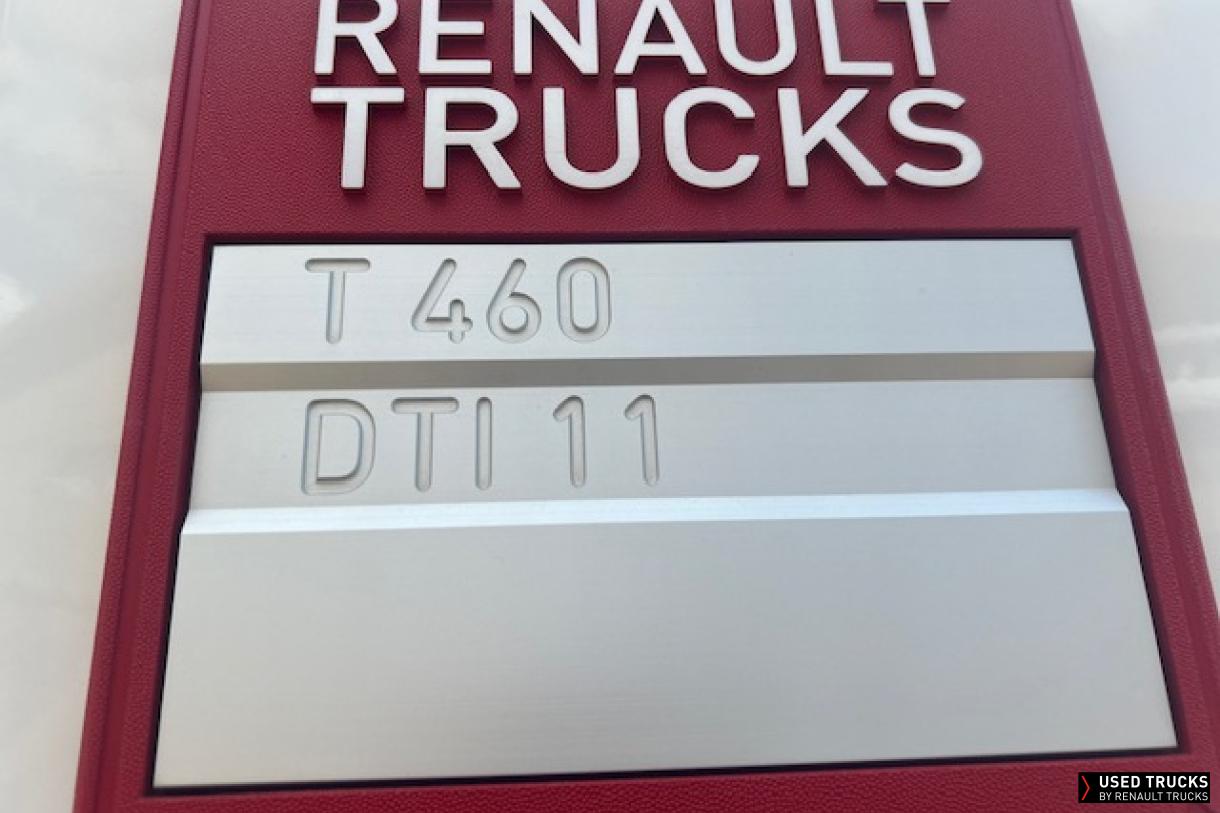 RENAULT
TRUCKS
T 460
DTI 11
USED TRUCKS
BY RENAULT TRUCKS